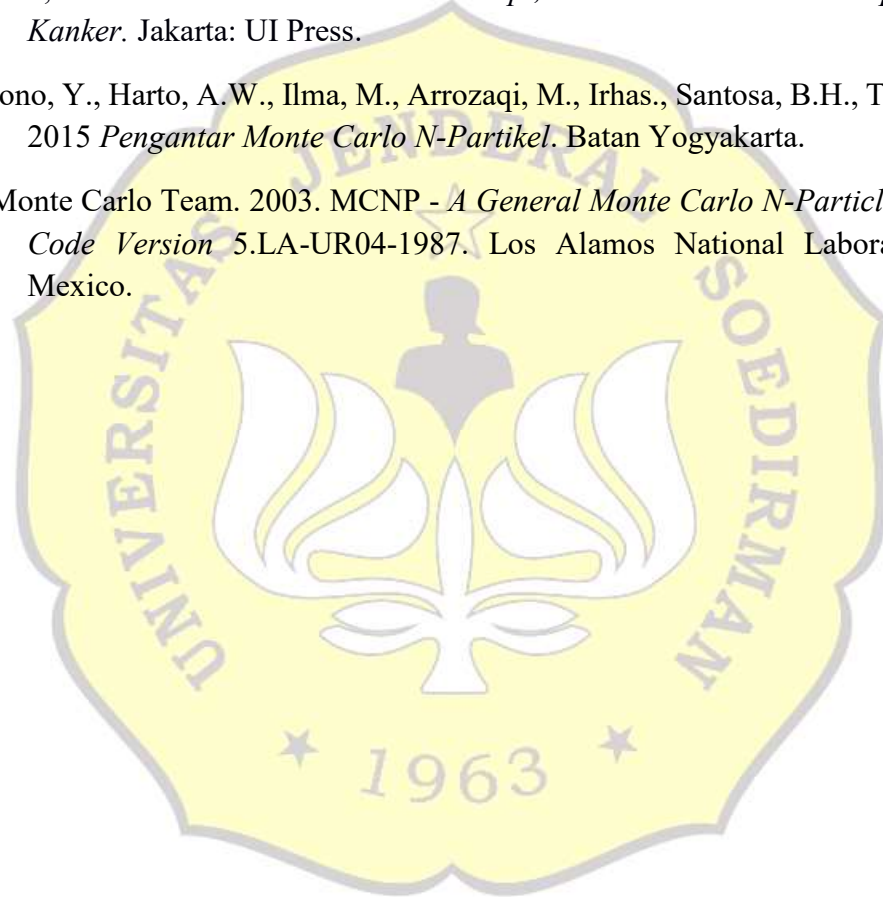 Kanker. Jakarta: UI Press.
ono, Y., Harto, A.W., Ilma, M., Arrozaqi, M., Irhas., Santosa, B.H., T
2015 Pengantar Monte Carlo N-Partikel. Batan Yogyakarta.
Monte Carlo Team. 2003. MCNP - A General Monte Carlo N-Particl
Code Version 5.LA-UR04-1987. Los Alamos National Labora
Mexico.
UNIVERSITAS JENDERAL SOEDIRMAN
1963